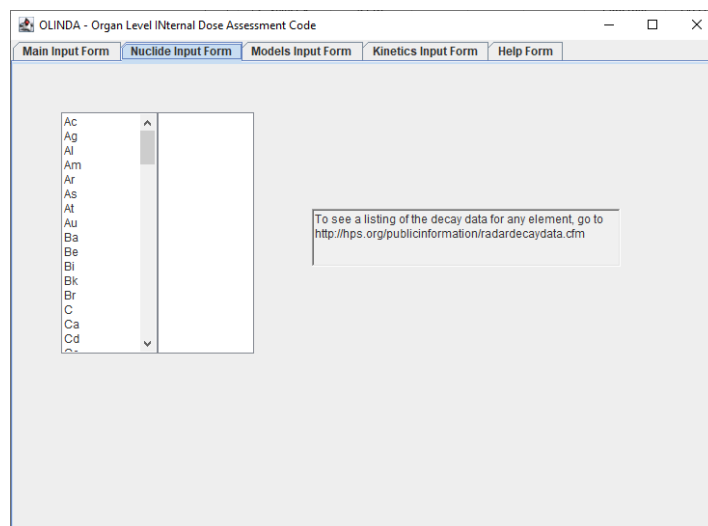 OLINDA - Organ Level INternal Dose Assessment Code
Main Input Form Nuclide Input Form Models Input Form Kinetics Input Form Help Form
Ac
Ag
Al
Am
Ar
As
At
Au
Ba
Be
Bi
Bk
Br
C
Ca
Cd
To see a listing of the decay data for any element, go to
http://hps.org/publicinformation/radardecaydata.cfm